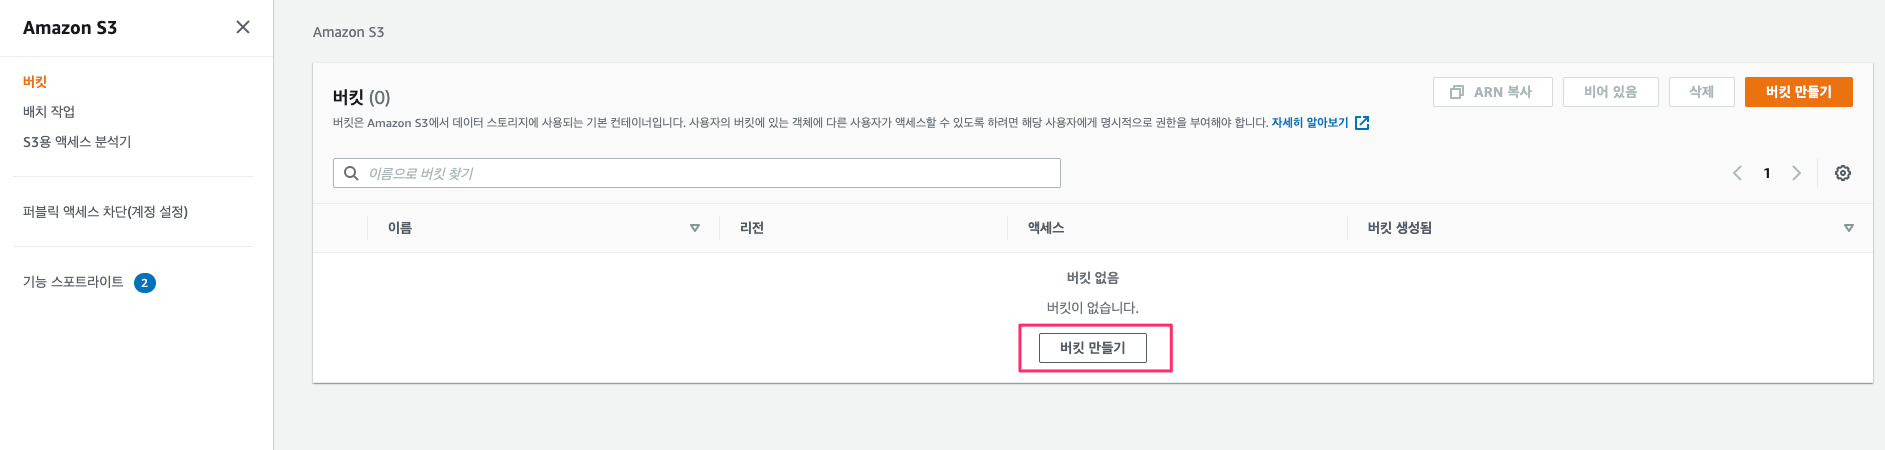 Amazon S3
버킷
배치 작업
S3용 액세스 분석기
퍼블릭 액세스 차단(계정 설정)
기능 스포트라이트 2
Amazon S3
버킷 (0)
ARN 복사 비어 있음 삭제 버킷 만들기
버킷은 Amazon S3에서 데이터 스토리지에 사용되는 기본 컨테이너입니다. 사용자의 버킷에 있는 객체에 다른 사용자가 액세스할 수 있도록 하려면 해당 사용자에게 명시적으로 권한을 부여해야 합니다. 자세히 알아보기
이름으로 버킷 찾기
1
이름 리전 액세스 버킷 생성됨
버킷 없음
버킷이 없습니다.
버킷 만들기